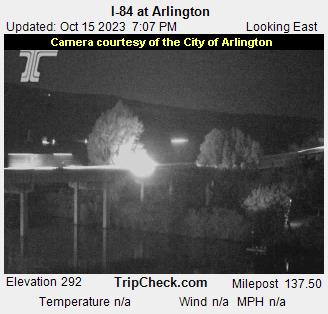 I-84 at Arlington
Updated: Oct 15 2023 7:07 PM Looking East
Camera courtesy of the City of Arlington
Elevation 292 TripCheck.com Milepost 137.50
Temperature n/a Wind n/a MPH n/a